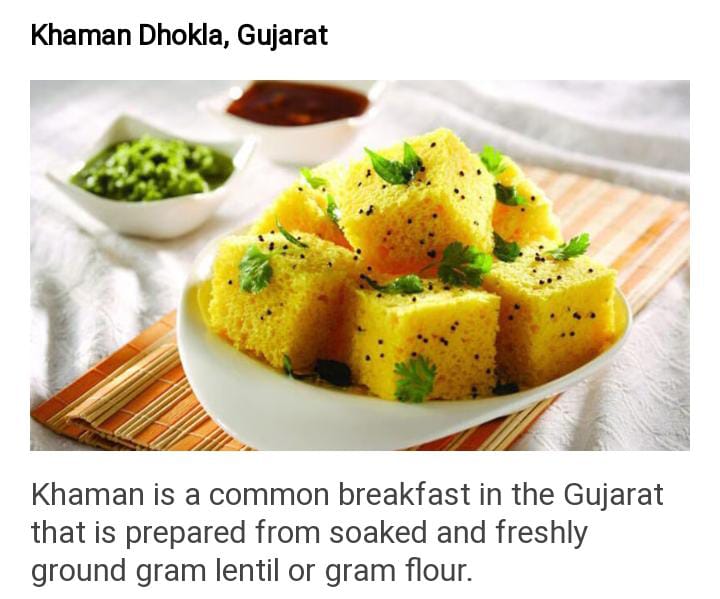 Khaman Dhokla, Gujarat
Khaman is a common breakfast in the Gujarat
that is prepared from soaked and freshly
ground gram lentil or gram flour.